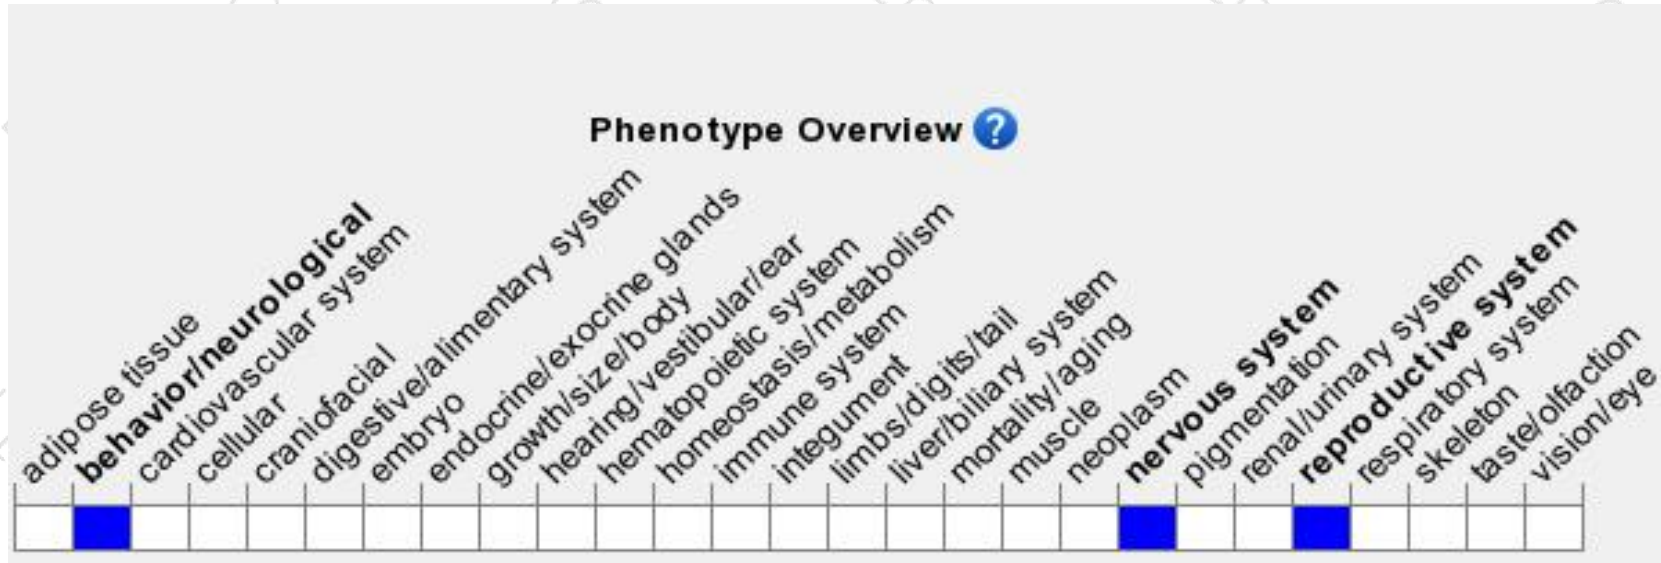 Phenotype Overview ?
adipose tissue
behavior/neurological
cardiovascular system
cellular
craniofacial
digestive/alimentary system
embryo
endocrine/exocrine glands
growth/size/body
hearing/vestibular/ear
hematopoietic system
homeostasis/metabolism
immune system
integument
limbs/digits/tail
liver/biliary system
mortality/aging
muscle
neoplasm
nervous system
pigmentation
renal/urinary system
reproductive system
respiratory system
skeleton
taste/olfaction
vision/eye